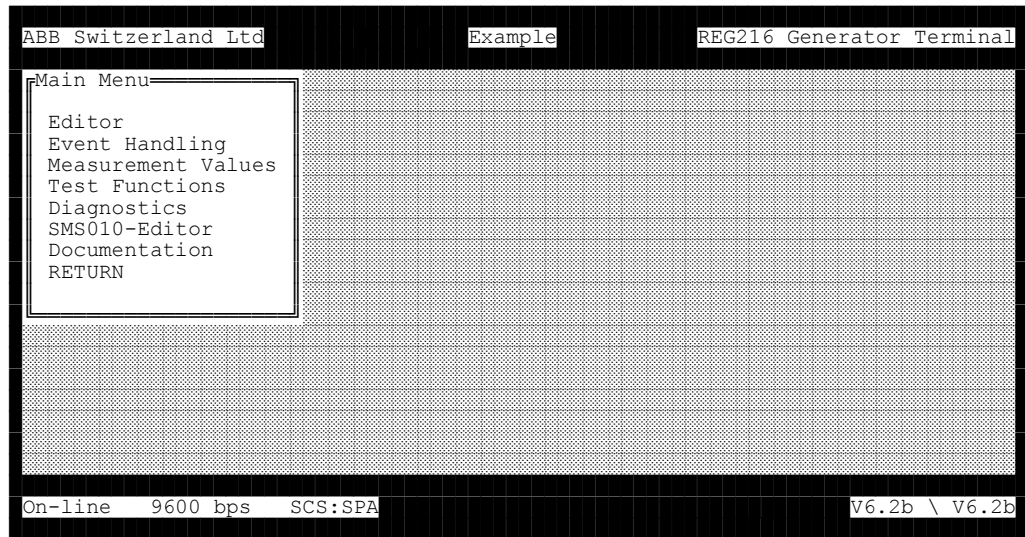 ABB Switzerland Ltd Example REG216 Generator Terminal
Main Menu
Editor
Event Handling
Measurement Values
Test Functions
Diagnostics
SMS010-Editor
Documentation
RETURN
On-line 9600 bps SCS:SPA V6.2b \ V6.2b